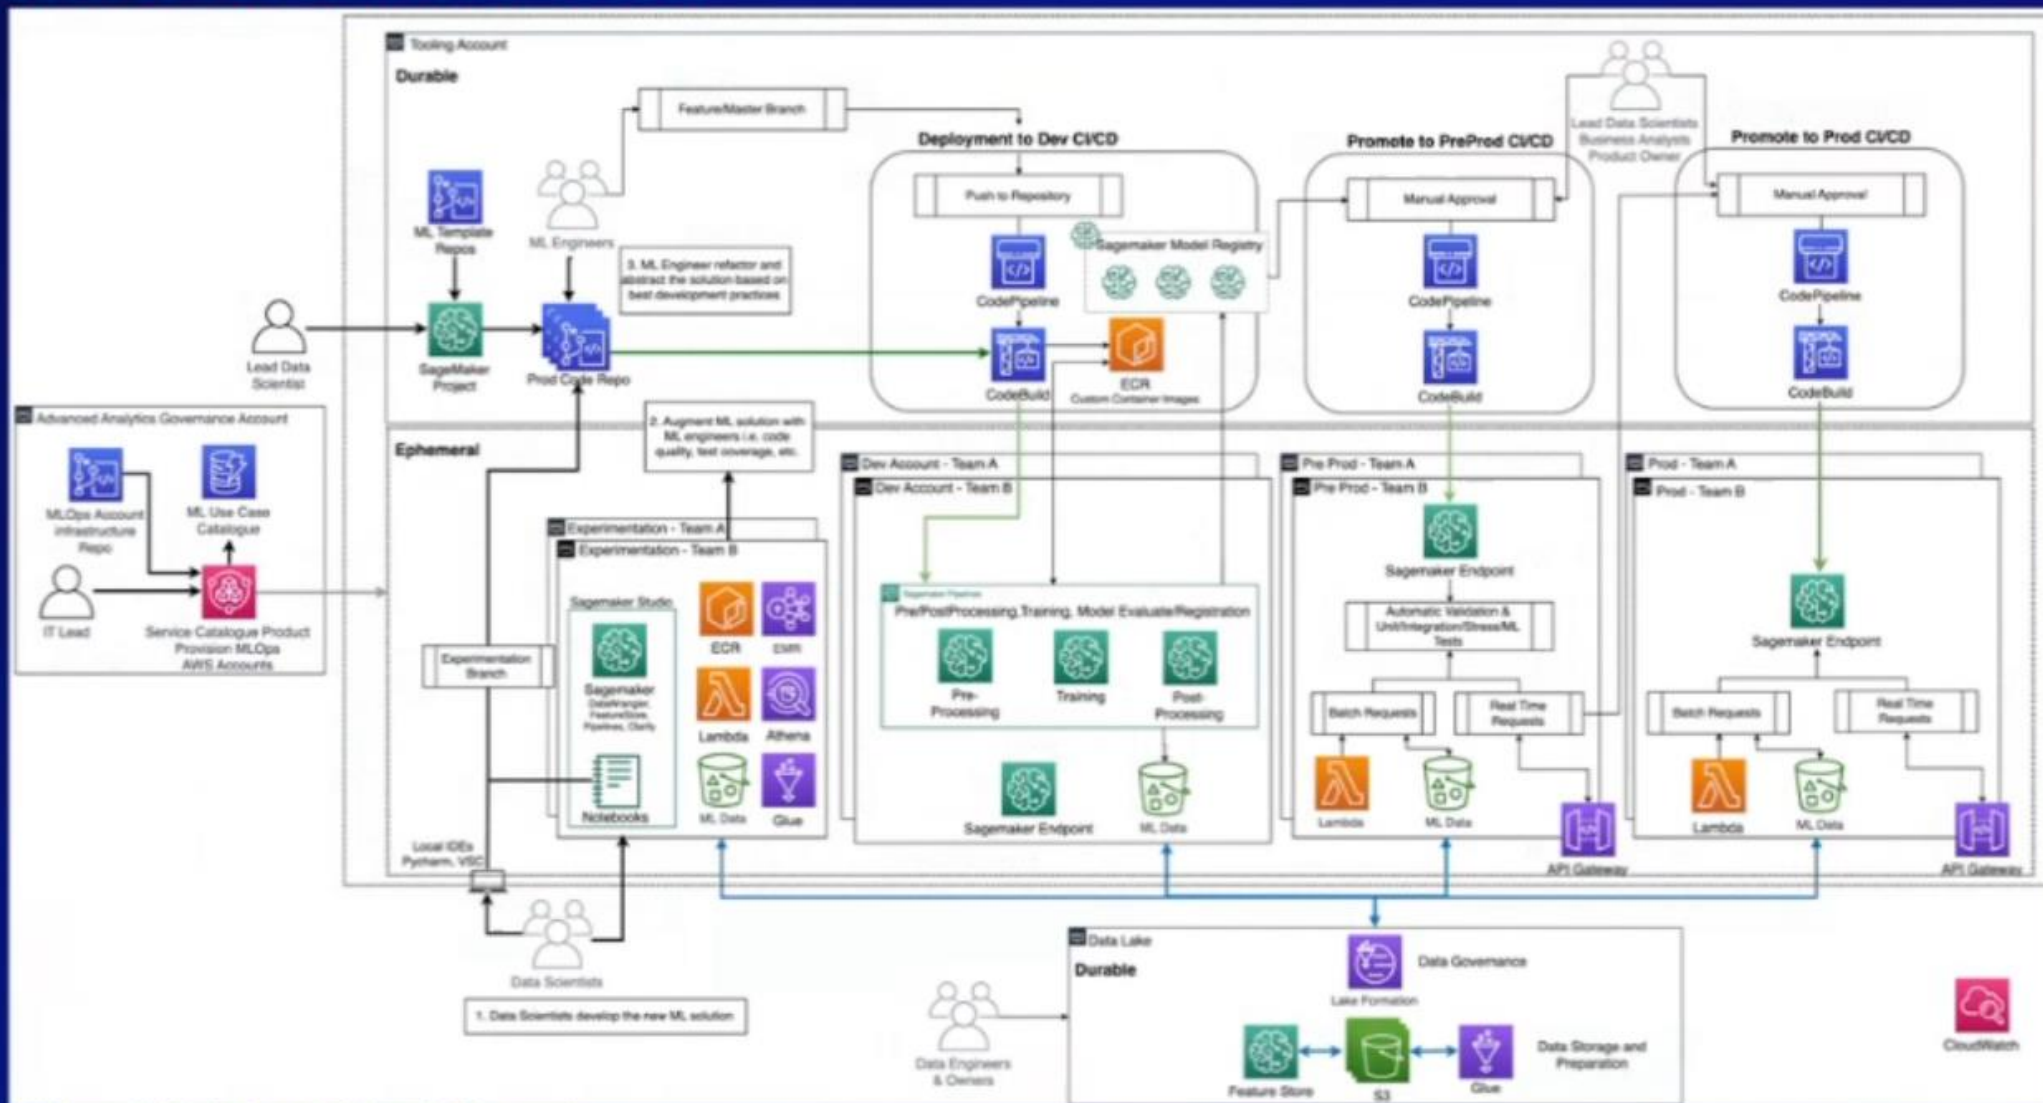 Tooling Account
Durable
Feature/Master Branch
Deployment to Dev CI/CD
Promote to PreProd CI/CD
Lead Data Scientists
Business Analysts
Product Owner
Promote to Prod CI/CD
Push to Repository
Manual Approval
Manual Approval
ML Template
Repos
ML Engineers
3. ML Engineer refactor and
abstract the solution based on
best development practices
Sagemaker Model Registry
CodePipeline
CodePipeline
CodePipeline
Lead Data
Scientist
SageMaker
Project
Prod Code Repo
CodeBuild
ECR
Custom Container Images
CodeBuild
CodeBuild
Advanced Analytics Governance Account
MLOps Account
infrastructure
Repo
ML Use Case
Catalogue
IT Lead
Service Catalogue Product
Provision MLOps
AWS Accounts
Ephemeral
2. Augment ML solution with
ML engineers i.e. code
quality, test coverage, etc.
Experimentation - Team A
Experimentation - Team B
Experimentation
Branch
Sagemaker Studio
Sagemaker
DataWrangler,
FeatureStore,
Pipelines, Clarify
Notebooks
ECR
EMR
Lambda
Athena
ML Data
Glue
Local IDEs
Pycharm, VSC
Data Scientists
1. Data Scientists develop the new ML solution
Dev Account - Team A
Dev Account - Team B
Sagemaker Pipelines
Pre/PostProcessing,Training, Model Evaluate/Registration
Pre-
Processing
Training
Post-
Processing
Sagemaker Endpoint
ML Data
Pre Prod - Team A
Pre Prod - Team B
Sagemaker Endpoint
Automatic Validation &
Unit/Integration/Stress/ML
Tests
Batch Requests
Real Time
Requests
Lambda
ML Data
API Gateway
Prod - Team A
Prod - Team B
Sagemaker Endpoint
Batch Requests
Real Time
Requests
Lambda
ML Data
API Gateway
Data Lake
Durable
Lake Formation
Data Governance
Data Engineers
& Owners
Feature Store
S3
Glue
Data Storage and
Preparation
CloudWatch